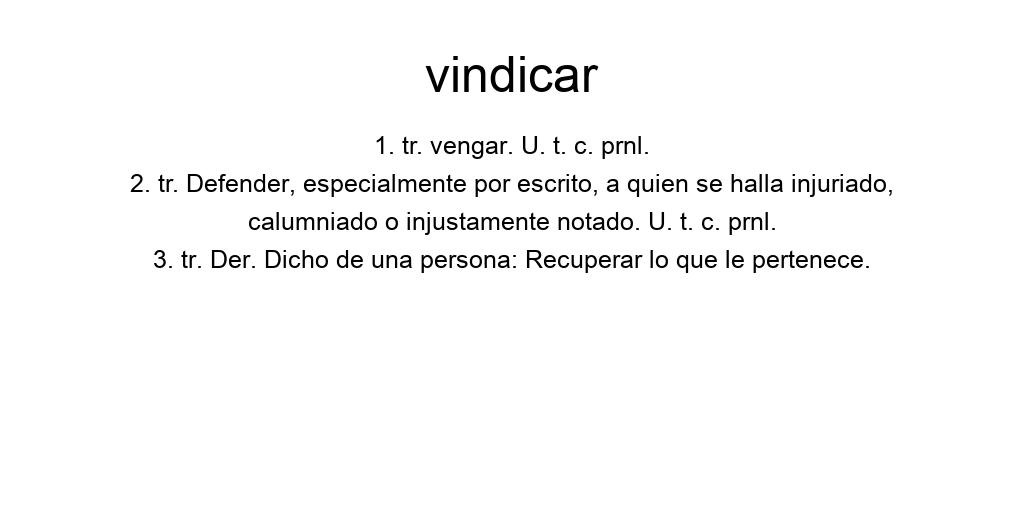 vindicar
1. tr. vengar. U. t. c. prnl.
2. tr. Defender, especialmente por escrito, a quien se halla injuriado,
calumniado o injustamente notado. U. t. c. prnl.
3. tr. Der. Dicho de una persona: Recuperar lo que le pertenece.